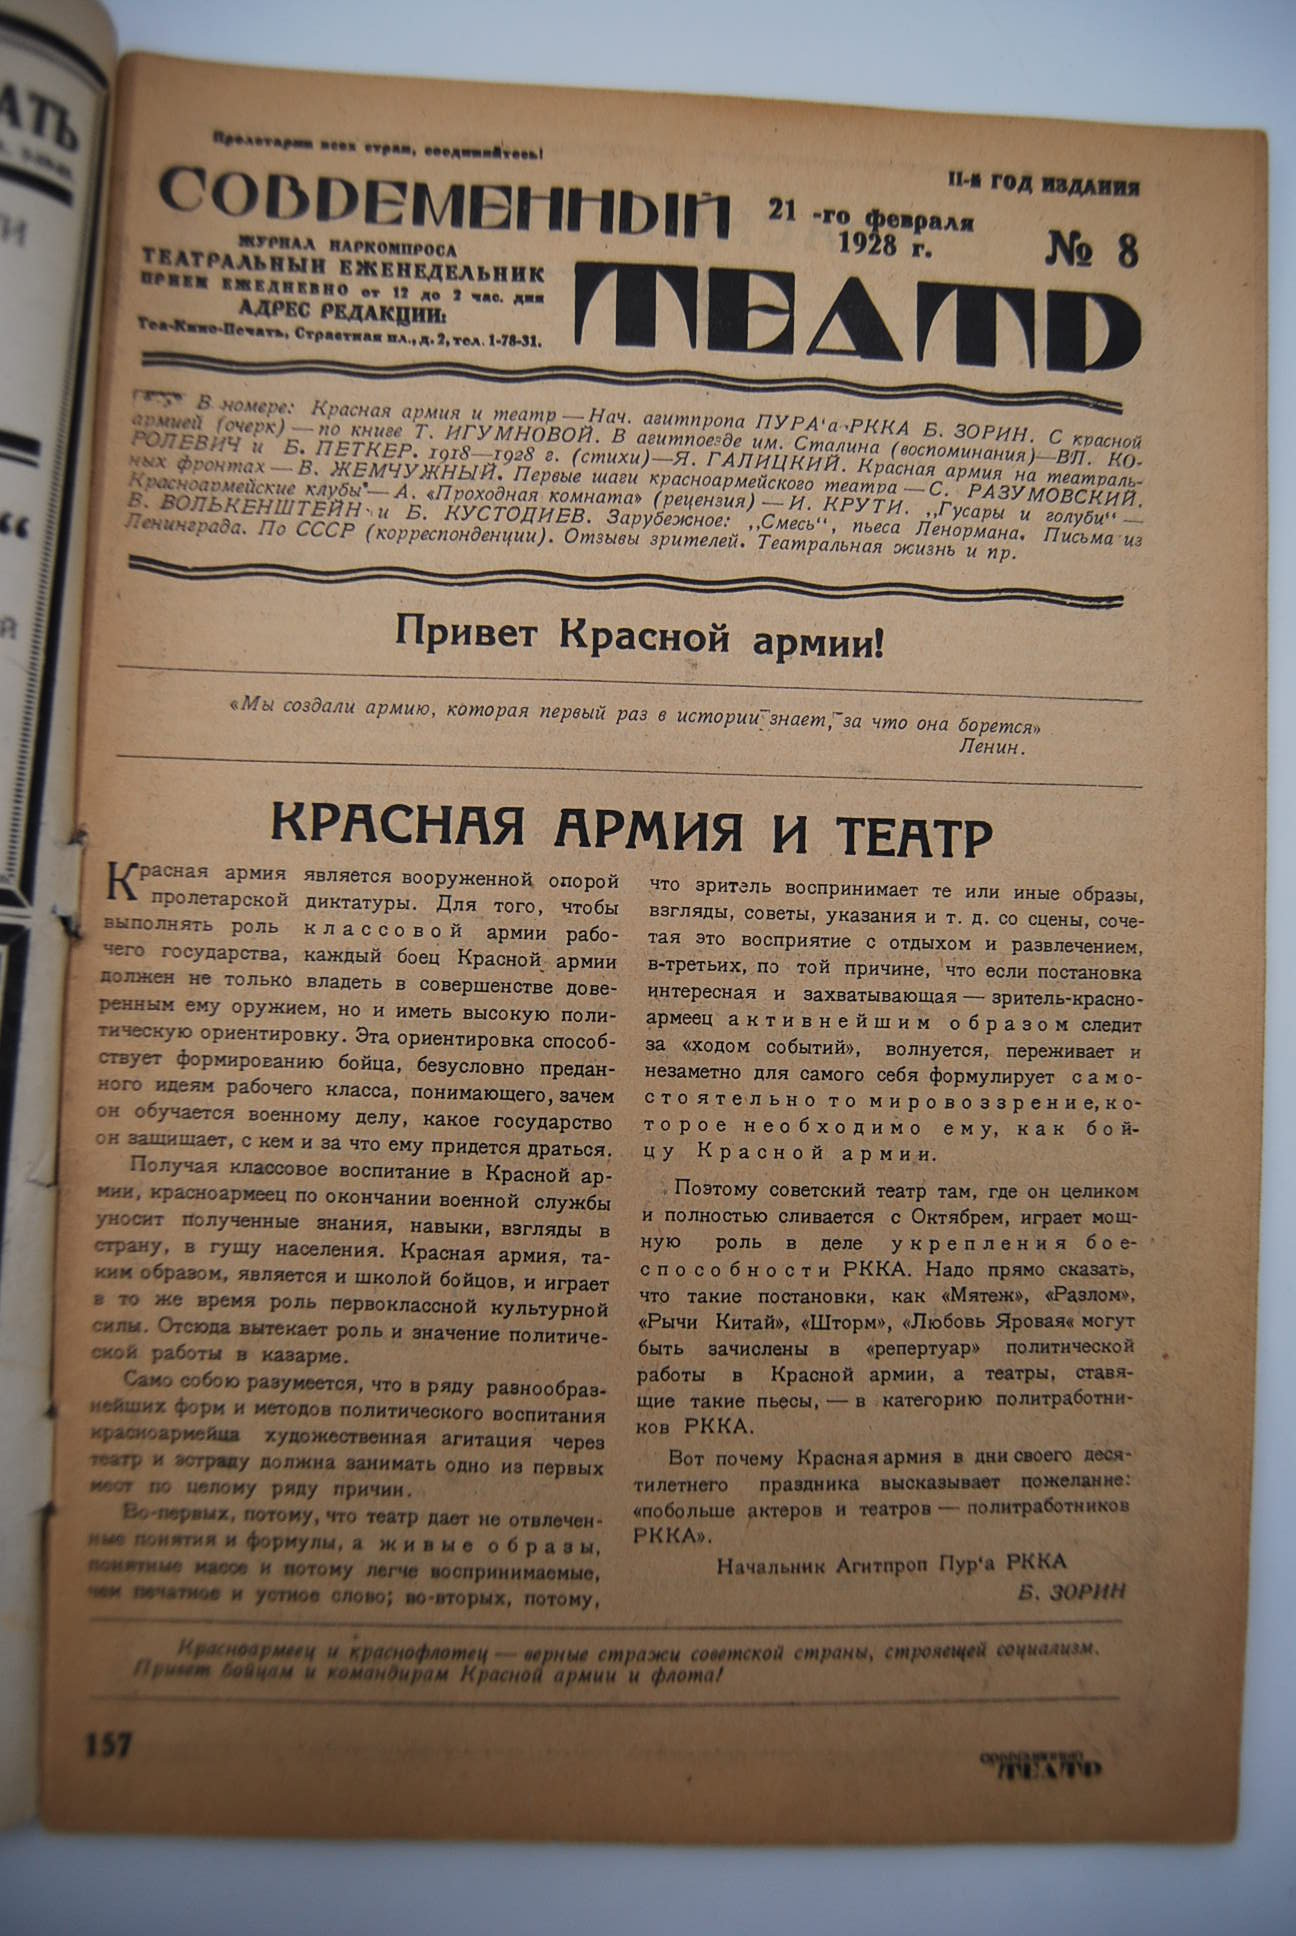 АТЬ
Пролетарии всех стран, соединяйтесь!
СОВРЕМЕННЫЙ
II-й ГОД ИЗДАНИЯ
21 -го февраля
1928 г.
№ 8
ЖУРНАЛ НАРКОМПРОСА
ТЕАТРАЛЬНЫЙ ЕЖЕНЕДЕЛЬНИК
ПРИЕМ ЕЖЕДНЕВНО от 12 до 2 час. дня
АДРЕС РЕДАКЦИИ:
Теа-Кино-Печать, Страстная пл., д. 2, тел. 1-78-31.
ТЕАТР
В номере: Красная армия и театр — Нач. агитпропа ПУРА‘а РККА Б. ЗОРИН. С красной
армией (очерк) — по книге Т. ИГУМНОВОЙ. В агитпоезде им. Сталина (воспоминания)—ВЛ. КО-
РОЛЕВИЧ и Б. ПЕТКЕР. 1918—1928 г. (стихи)—Я. ГАЛИЦКИЙ. Красная армия на театраль-
ных фронтах — В. ЖЕМЧУЖНЫЙ. Первые шаги красноармейского театра — С. РАЗУМОВСКИЙ.
Красноармейские клубы"— А. «Проходная комната» (рецензия) — И. КРУТИ. „Гусары и голуби“ —
В. ВОЛЬКЕНШТЕЙН и Б. КУСТОДИЕВ. Зарубежное: „Смесь“, пьеса Ленормана. Письма из
Ленинграда. По СССР (корреспонденции). Отзывы зрителей. Театральная жизнь и пр.
Привет Красной армии!
«Мы создали армию, которая первый раз в истории знает, за что она борется»
Ленин.
КРАСНАЯ АРМИЯ И ТЕАТР
Красная армия является вооруженной опорой
пролетарской диктатуры. Для того, чтобы
выполнять роль классовой армии рабо-
чего государства, каждый боец Красной армии
должен не только владеть в совершенстве дове-
ренным ему оружием, но и иметь высокую поли-
тическую ориентировку. Эта ориентировка способ-
ствует формированию бойца, безусловно предан-
ного идеям рабочего класса, понимающего, зачем
он обучается военному делу, какое государство
он защищает, с кем и за что ему придется драться.
Получая классовое воспитание в Красной ар-
мии, красноармеец по окончании военной службы
уносит полученные знания, навыки, взгляды в
страну, в гущу населения. Красная армия, та-
ким образом, является и школой бойцов, и играет
в то же время роль первоклассной культурной
силы. Отсюда вытекает роль и значение политиче-
ской работы в казарме.
Само собою разумеется, что в ряду разнообраз-
нейших форм и методов политического воспитания
красноармейца художественная агитация через
театр и эстраду должна занимать одно из первых
мест по целому ряду причин.
Во-первых, потому, что театр дает не отвлечен-
ные понятия и формулы, а живые образы,
понятные массе и потому легче воспринимаемые,
чем печатное и устное слово; во-вторых, потому,
что зритель воспринимает те или иные образы,
взгляды, советы, указания и т. д. со сцены, соче-
тая это восприятие с отдыхом и развлечением,
в-третьих, по той причине, что если постановка
интересная и захватывающая — зритель-красно-
армеец активнейшим образом следит
за «ходом событий», волнуется, переживает и
незаметно для самого себя формулирует само-
стоятельно то мировоззрение, ко-
торое необходимо ему, как бой-
цу Красной армии.
Поэтому советский театр там, где он целиком
и полностью сливается с Октябрем, играет мощ-
ную роль в деле укрепления бое-
способности РККА. Надо прямо сказать,
что такие постановки, как «Мятеж», «Разлом»,
«Рычи Китай», «Шторм», «Любовь Яровая“ могут
быть зачислены в «репертуар» политической
работы в Красной армии, а театры, ставя-
щие такие пьесы, — в категорию политработни-
ков РККА.
Вот почему Красная армия в дни своего деся-
тилетнего праздника высказывает пожелание:
«побольше актеров и театров — политработников
РККА».
Начальник Агитпроп Пур‘а РККА
Б. ЗОРИН
Красноармеец и краснофлотец — верные стражи советской страны, строящей социализм.
Привет бойцам и командирам Красной армии и флота!
157
СОВРЕМЕННЫЙ
ТЕАТР